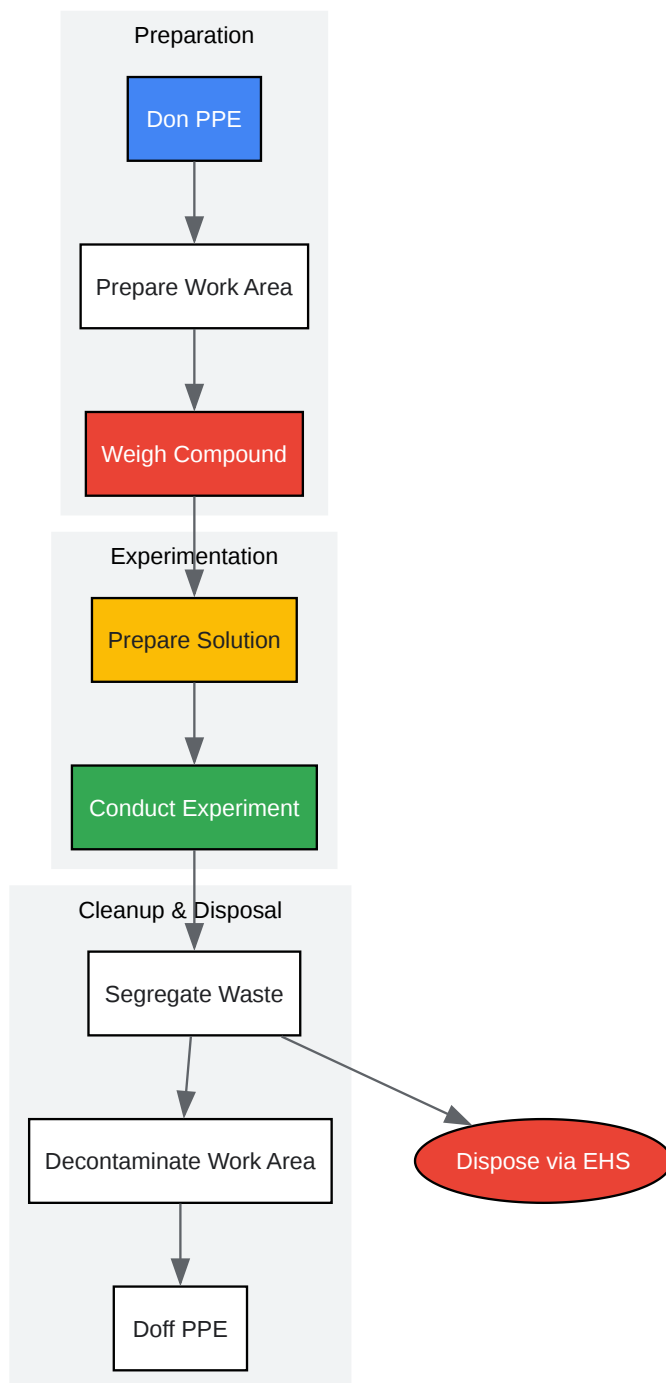 Preparation
Don PPE
Prepare Work Area
Weigh Compound
Experimentation
Prepare Solution
Conduct Experiment
Cleanup & Disposal
Segregate Waste
Decontaminate Work Area
Dispose via EHS
Doff PPE